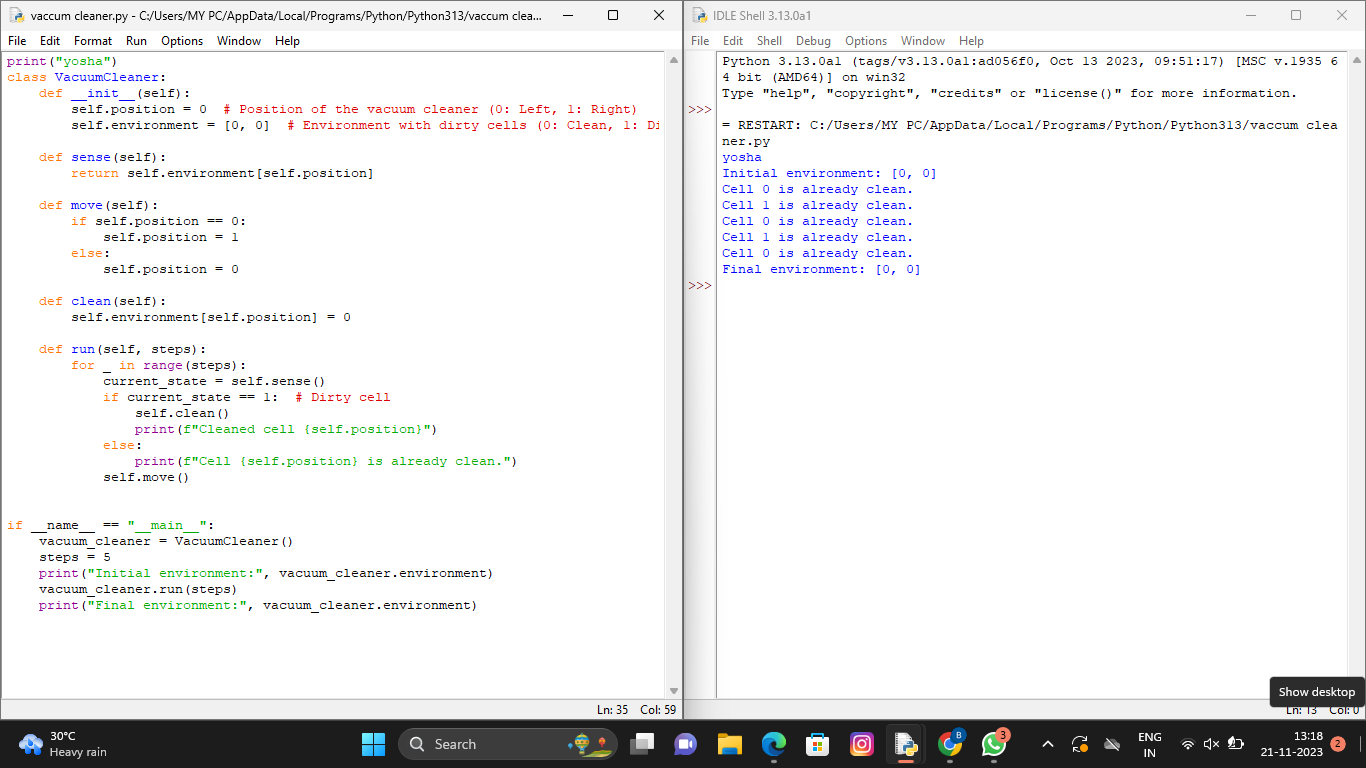 vaccum cleaner.py - C:/Users/MY PC/AppData/Local/Programs/Python/Python313/vaccum clea...
File Edit Format Run Options Window Help
print("yosha")
class VacuumCleaner:
    def __init__(self):
        self.position = 0  # Position of the vacuum cleaner (0: Left, 1: Right)
        self.environment = [0, 0]  # Environment with dirty cells (0: Clean, 1: Di
    def sense(self):
        return self.environment[self.position]
    def move(self):
        if self.position == 0:
            self.position = 1
        else:
            self.position = 0
    def clean(self):
        self.environment[self.position] = 0
    def run(self, steps):
        for _ in range(steps):
            current_state = self.sense()
            if current_state == 1:  # Dirty cell
                self.clean()
                print(f"Cleaned cell {self.position}")
            else:
                print(f"Cell {self.position} is already clean.")
            self.move()
if __name__ == "__main__":
    vacuum_cleaner = VacuumCleaner()
    steps = 5
    print("Initial environment:", vacuum_cleaner.environment)
    vacuum_cleaner.run(steps)
    print("Final environment:", vacuum_cleaner.environment)
Ln: 35 Col: 59
IDLE Shell 3.13.0a1
File Edit Shell Debug Options Window Help
Python 3.13.0a1 (tags/v3.13.0a1:ad056f0, Oct 13 2023, 09:51:17) [MSC v.1935 6
4 bit (AMD64)] on win32
Type "help", "copyright", "credits" or "license()" for more information.
>>>
= RESTART: C:/Users/MY PC/AppData/Local/Programs/Python/Python313/vaccum clea
ner.py
yosha
Initial environment: [0, 0]
Cell 0 is already clean.
Cell 1 is already clean.
Cell 0 is already clean.
Cell 1 is already clean.
Cell 0 is already clean.
Final environment: [0, 0]
>>>
Show desktop
Ln: 13 Col: 0
30°C
Heavy rain
Search
B
3
ENG
IN
13:18
21-11-2023
2